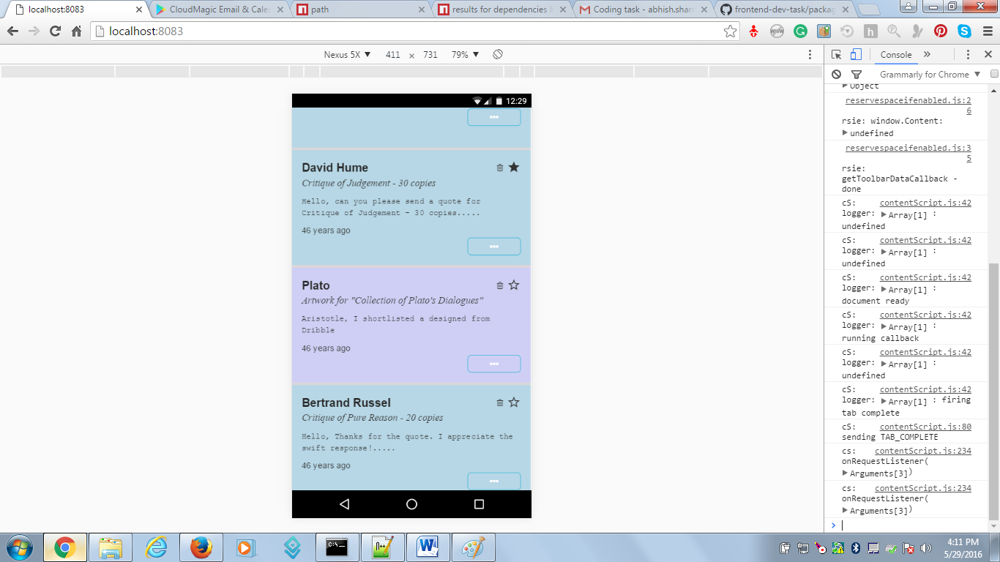 localhost:8083
CloudMagic Email & Cale
path
results for dependencies l
Coding task - abhish.shar
frontend-dev-task/packag
localhost:8083
Nexus 5X ▼ 411 × 731 79% ▼
Console »
Grammarly for Chrome ▼
12:29
David Hume
Critique of Judgement - 30 copies
Hello, can you please send a quote for
Critique of Judgement - 30 copies.....
46 years ago
Plato
Artwork for "Collection of Plato's Dialogues"
Aristotle, I shortlisted a designed from
Dribble
46 years ago
Bertrand Russel
Critique of Pure Reason - 20 copies
Hello, Thanks for the quote. I appreciate the
swift response!.....
46 years ago
Object
reservespaceifenabled.js:2
6
rsie: window.Content:
undefined
reservespaceifenabled.js:3
5
rsie:
getToolbarDataCallback -
done
cS: contentScript.js:42
logger: ▶Array[1] :
undefined
cS: contentScript.js:42
logger: ▶Array[1] :
undefined
cS: contentScript.js:42
logger: ▶Array[1] :
document ready
cS: contentScript.js:42
logger: ▶Array[1] :
running callback
cS: contentScript.js:42
logger: ▶Array[1] :
undefined
cS: contentScript.js:42
logger: ▶Array[1] : firing
tab complete
cS: contentScript.js:80
sending TAB_COMPLETE
cs: contentScript.js:234
onRequestListener(
▶Arguments[3])
cs: contentScript.js:234
onRequestListener(
▶Arguments[3])
4:11 PM
5/29/2016